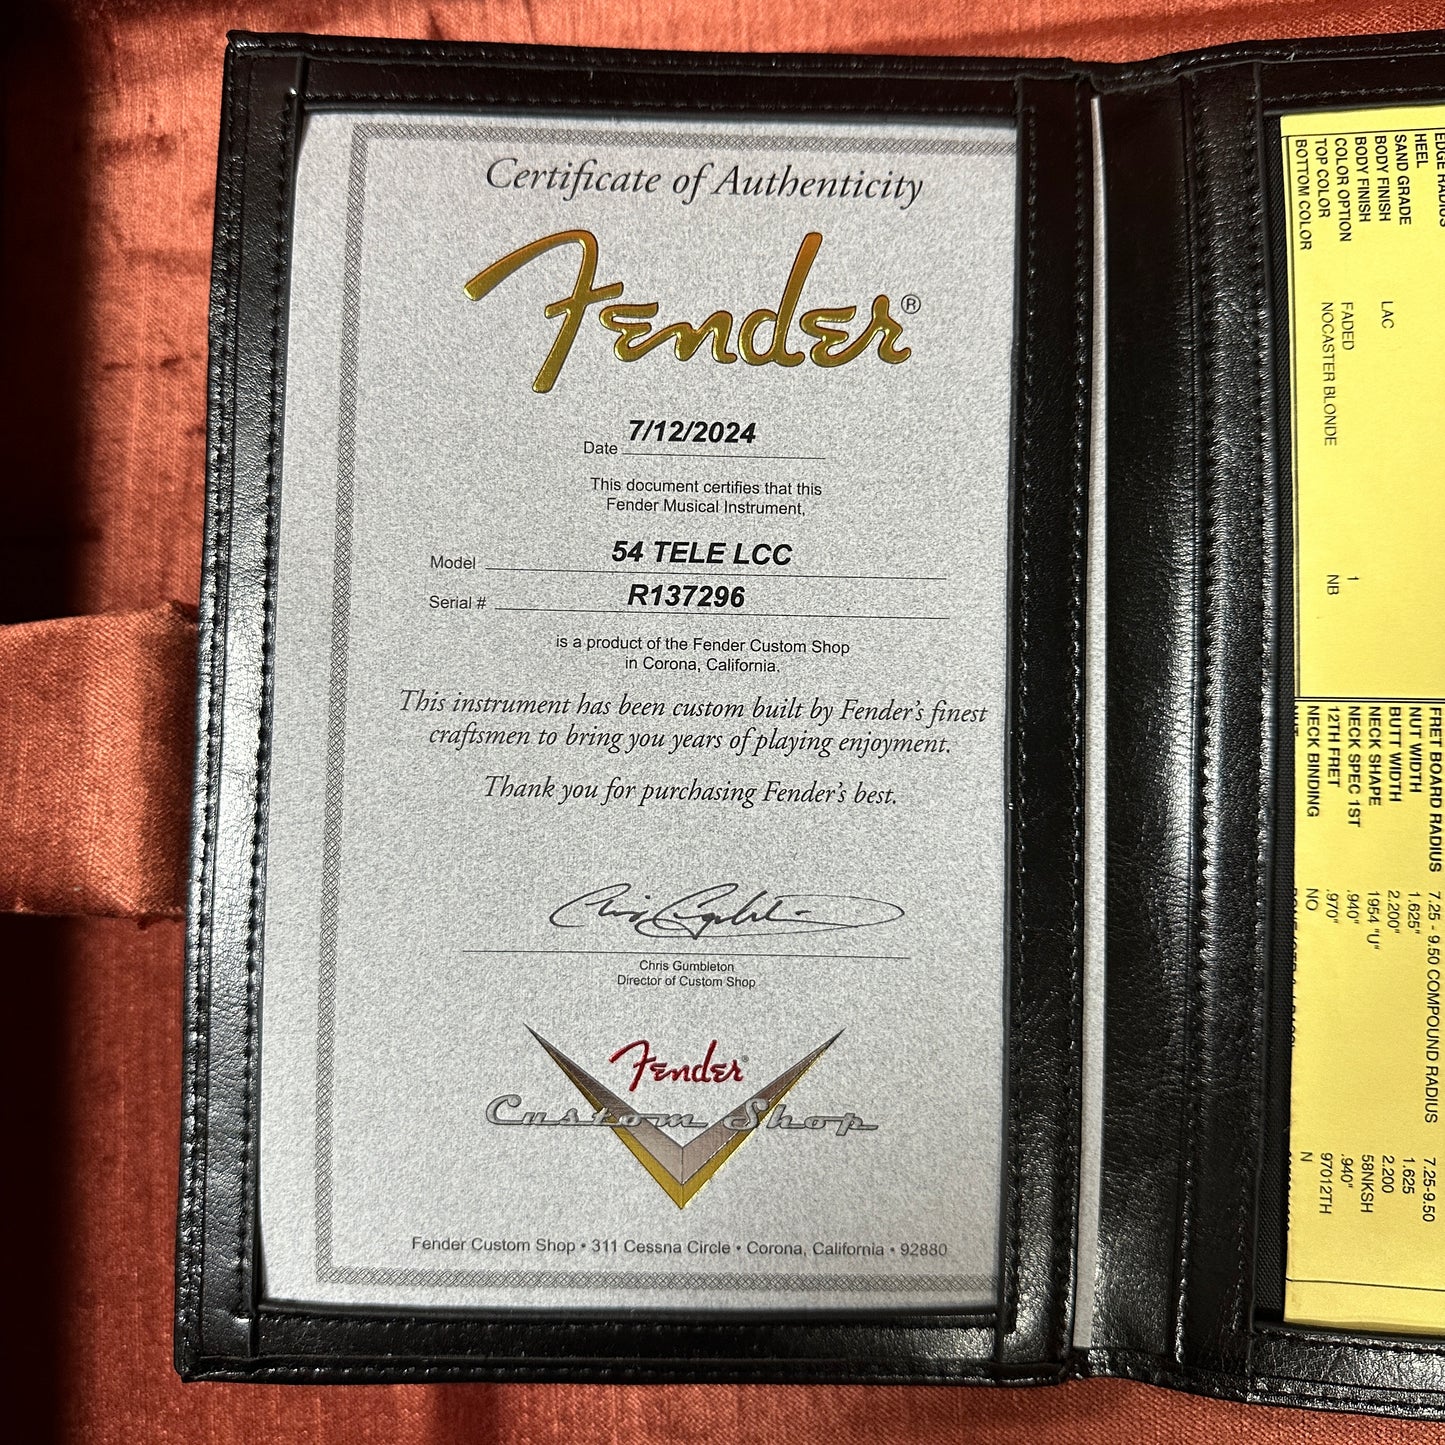 Certificate of Authenticity
Fender®
Date 7/12/2024
This document certifies that this
Fender Musical Instrument,
Model 54 TELE LCC
Serial # R137296
is a product of the Fender Custom Shop
in Corona, California.
This instrument has been custom built by Fender's finest
craftsmen to bring you years of playing enjoyment.
Thank you for purchasing Fender's best.
Chris Gumbleton
Director of Custom Shop
Fender®
Custom Shop
Fender Custom Shop • 311 Cessna Circle • Corona, California • 92880
EDGE RADIUS
HEEL
SAND GRADE
BODY FINISH LAC
BODY FINISH
COLOR OPTION FADED 1
TOP COLOR NOCASTER BLONDE NB
BOTTOM COLOR
FRET BOARD RADIUS 7.25 - 9.50 COMPOUND RADIUS 7.25-9.50
NUT WIDTH 1.625" 1.625
BUTT WIDTH 2.200" 2.200
NECK SHAPE 1954 "U" 58NKSH
NECK SPEC 1ST .940" .940"
12TH FRET .970" 97012TH
NECK BINDING NO N